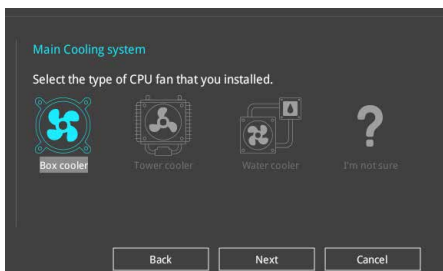 Main Cooling system
Select the type of CPU fan that you installed.
Box cooler Tower cooler Water cooler I'm not sure
Back Next Cancel